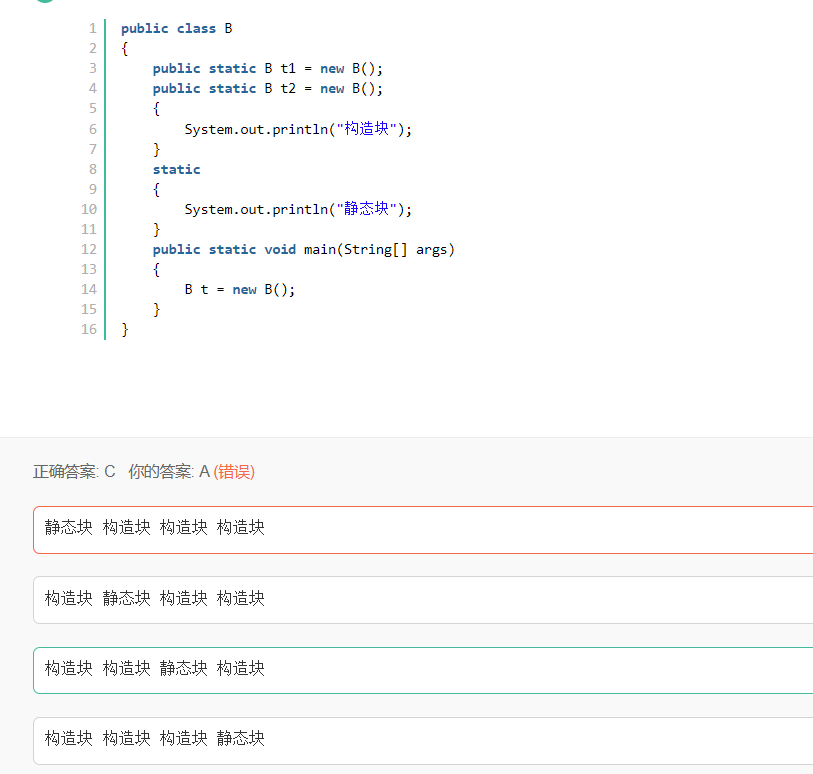 1 public class B
2 {
3 public static B t1 = new B();
4 public static B t2 = new B();
5 {
6 System.out.println("构造块");
7 }
8 static
9 {
10 System.out.println("静态块");
11 }
12 public static void main(String[] args)
13 {
14 B t = new B();
15 }
16 }
正确答案: C 你的答案: A (错误)
静态块 构造块 构造块 构造块
构造块 静态块 构造块 构造块
构造块 构造块 静态块 构造块
构造块 构造块 构造块 静态块